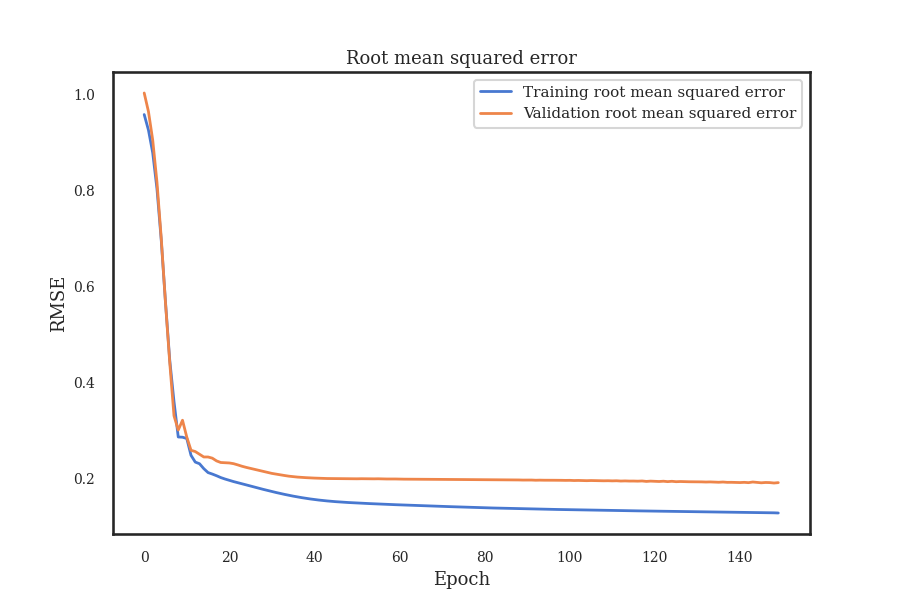 Root mean squared error
Training root mean squared error
Validation root mean squared error
RMSE
1.0
0.8
0.6
0.4
0.2
0 20 40 60 80 100 120 140
Epoch